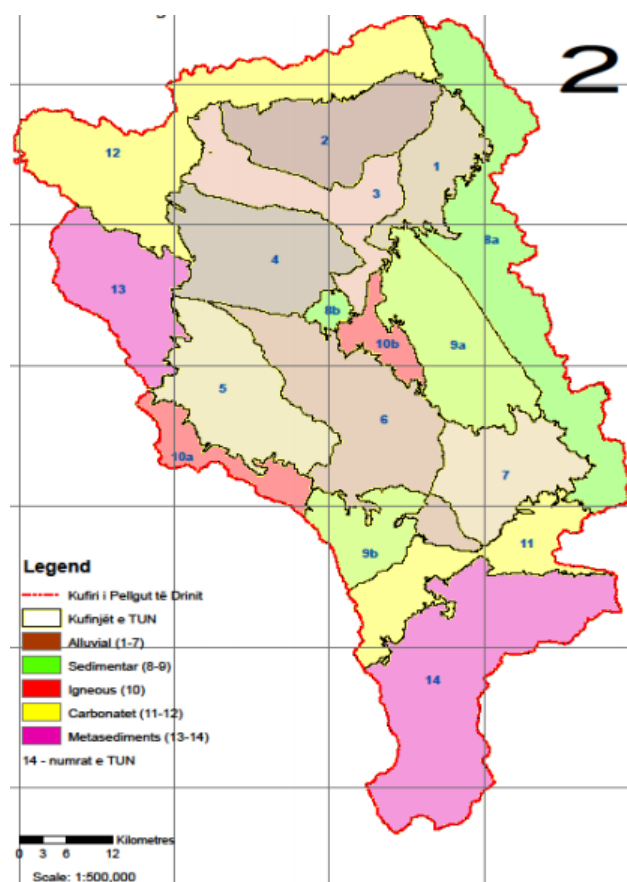 2
12
2
1
3
8a
4
13
8b
10b
9a
5
6
10a
7
9b
11
14
Legend
Kufiri i Pellgut të Drinit
Kufinjët e TUN
Alluvial (1-7)
Sedimentar (8-9)
Igneous (10)
Carbonatet (11-12)
Metasediments (13-14)
14 - numrat e TUN
Kilometres
0 3 6 12
Scale: 1:500,000